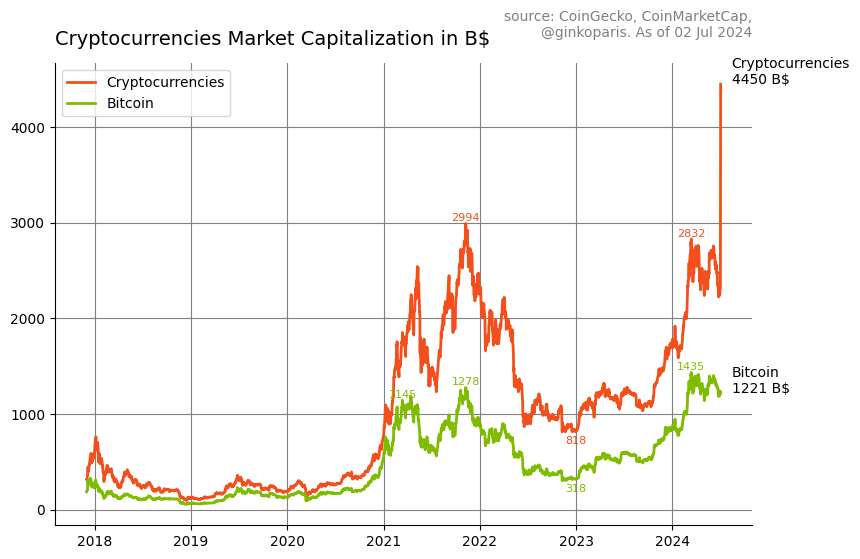 source: CoinGecko, CoinMarketCap,
@ginkoparis. As of 02 Jul 2024
Cryptocurrencies Market Capitalization in B$
Cryptocurrencies
4450 B$
Cryptocurrencies
Bitcoin
4000
3000
2994
2832
2000
Bitcoin
1221 B$
1435
1278
1145
1000
818
318
0
2018 2019 2020 2021 2022 2023 2024